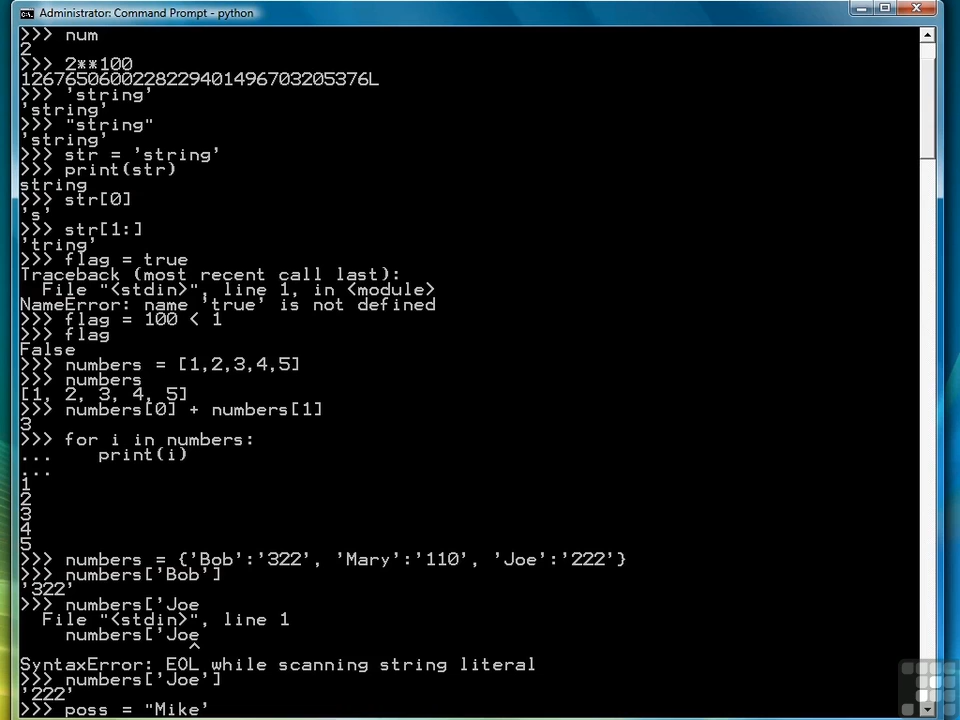 Administrator: Command Prompt - python
>>> num
2
>>> 2**100
1267650600228229401496703205376L
>>> 'string'
'string'
>>> "string"
'string'
>>> str = 'string'
>>> print(str)
string
>>> str[0]
's'
>>> str[1:]
'tring'
>>> flag = true
Traceback (most recent call last):
  File "<stdin>", line 1, in <module>
NameError: name 'true' is not defined
>>> flag = 100 < 1
>>> flag
False
>>> numbers = [1,2,3,4,5]
>>> numbers
[1, 2, 3, 4, 5]
>>> numbers[0] + numbers[1]
3
>>> for i in numbers:
...    print(i)
...
1
2
3
4
5
>>> numbers = {'Bob':'322', 'Mary':'110', 'Joe':'222'}
>>> numbers['Bob']
'322'
>>> numbers['Joe
  File "<stdin>", line 1
    numbers['Joe
               ^
SyntaxError: EOL while scanning string literal
>>> numbers['Joe']
'222'
>>> poss = "Mike'